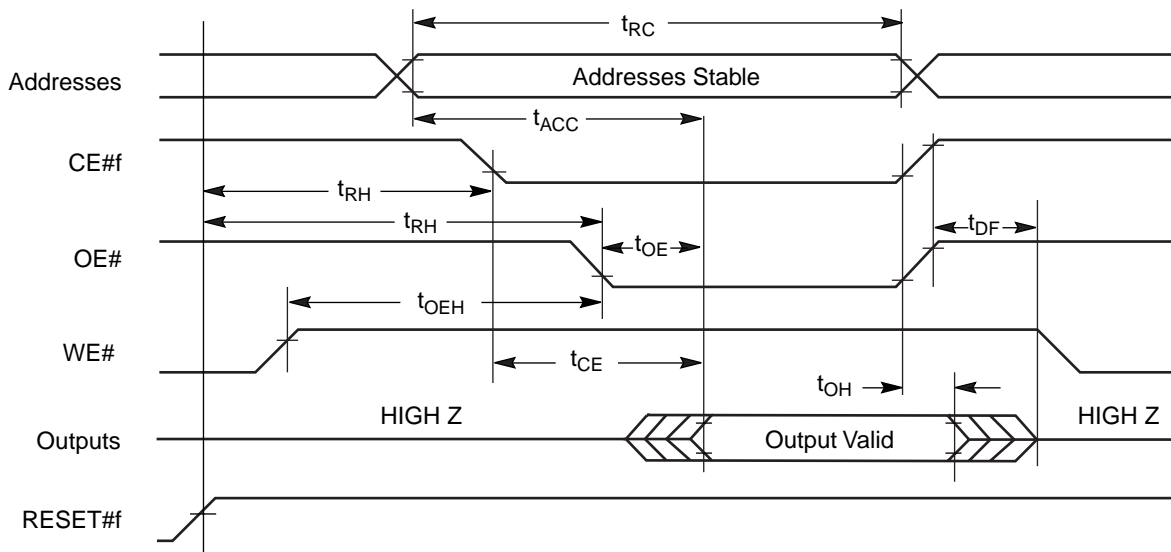 tRC
Addresses
Addresses Stable
tACC
CE#f
tRH
tRH
tDF
OE#
tOE
tOEH
WE#
tCE
tOH
HIGH Z
HIGH Z
Outputs
Output Valid
RESET#f